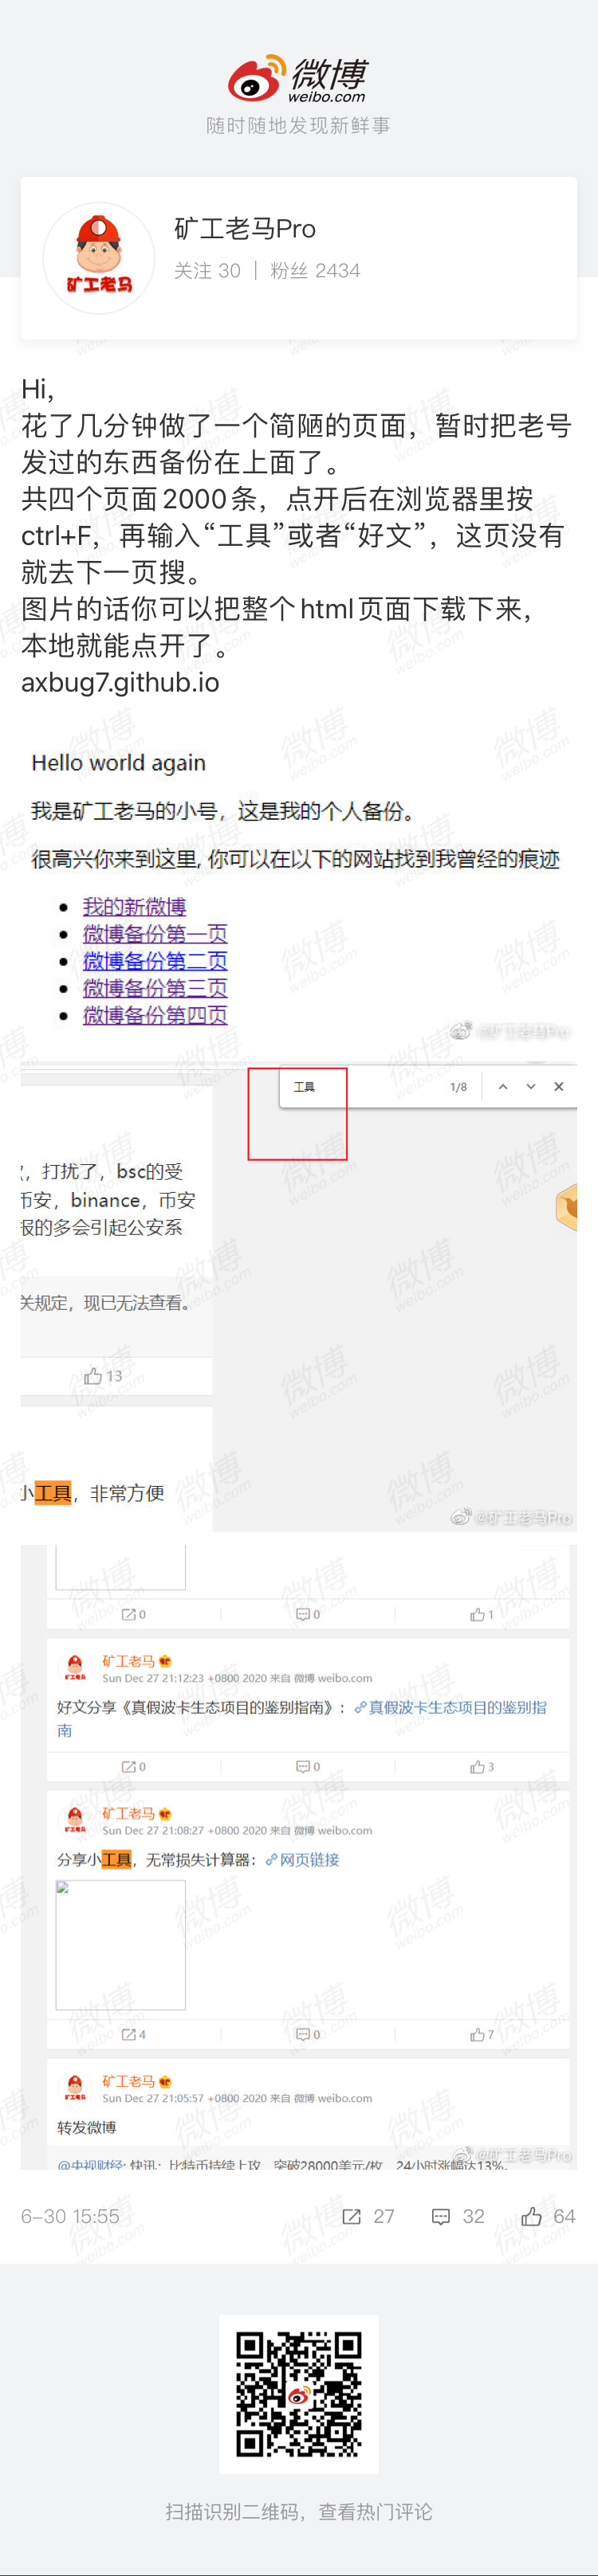 微博
weibo.com
随时随地发现新鲜事
矿工老马
矿工老马Pro
关注 30 | 粉丝 2434
Hi,
花了几分钟做了一个简陋的页面，暂时把老号
发过的东西备份在上面了。
共四个页面2000条，点开后在浏览器里按
ctrl+F，再输入“工具”或者“好文”，这页没有
就去下一页搜。
图片的话你可以把整个html页面下载下来，
本地就能点开了。
axbug7.github.io
Hello world again
我是矿工老马的小号，这是我的个人备份。
很高兴你来到这里, 你可以在以下的网站找到我曾经的痕迹
• 我的新微博
• 微博备份第一页
• 微博备份第二页
• 微博备份第三页
• 微博备份第四页
@矿工老马Pro
工具 1/8
，打扰了，bsc的受
币安，binance，币安
报的多会引起公安系
关规定，现已无法查看。
13
小工具，非常方便
@矿工老马Pro
0 0 1
矿工老马
Sun Dec 27 21:12:23 +0800 2020 来自 微博 weibo.com
好文分享《真假波卡生态项目的鉴别指南》：真假波卡生态项目的鉴别指
南
0 0 3
矿工老马
Sun Dec 27 21:08:27 +0800 2020 来自 微博 weibo.com
分享小工具，无常损失计算器：网页链接
4 0 7
矿工老马
Sun Dec 27 21:05:57 +0800 2020 来自 微博 weibo.com
转发微博
@央视财经: 快讯：比特币持续上攻，突破28000美元/枚，24小时涨幅达13%。
@矿工老马Pro
6-30 15:55 27 32 64
扫描识别二维码，查看热门评论